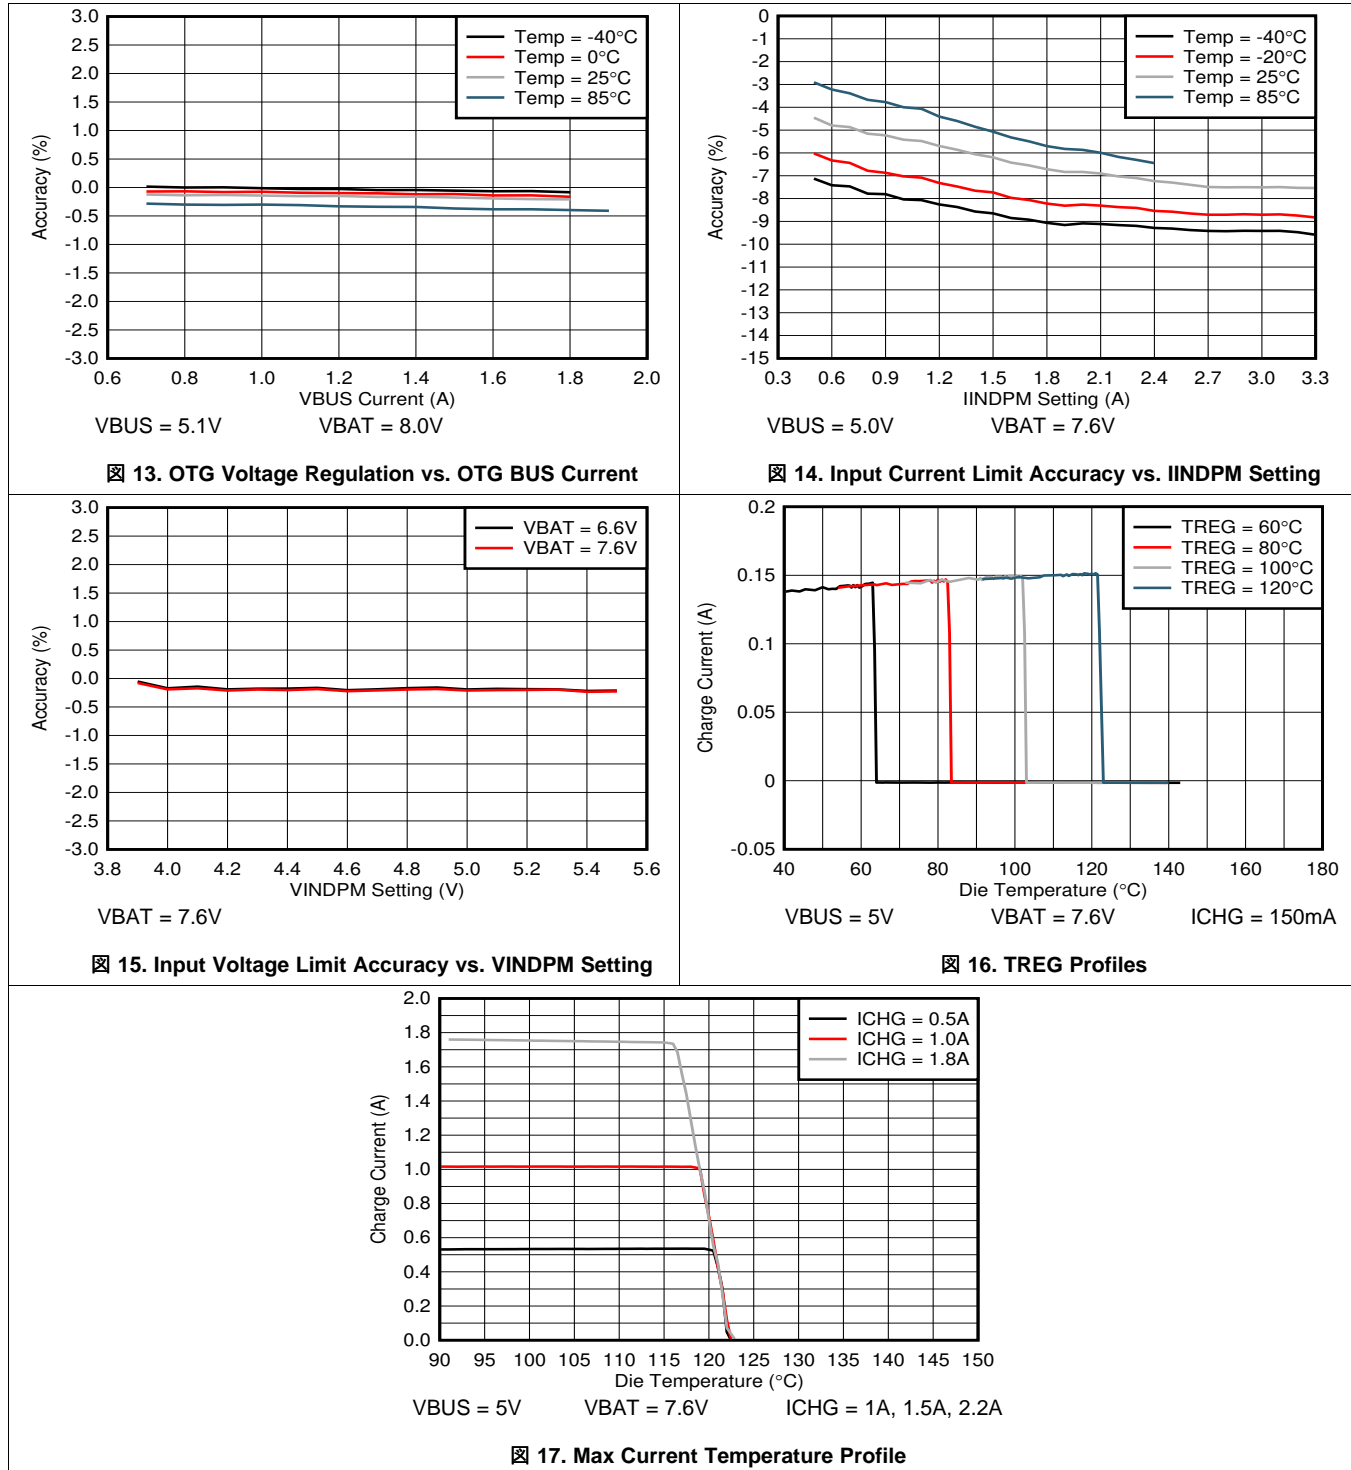 3.0
2.5
2.0
1.5
1.0
0.5
0.0
-0.5
-1.0
-1.5
-2.0
-2.5
-3.0
Accuracy (%)
Temp = -40°C
Temp = 0°C
Temp = 25°C
Temp = 85°C
0.6 0.8 1.0 1.2 1.4 1.6 1.8 2.0
VBUS Current (A)
VBUS = 5.1V VBAT = 8.0V
図 13. OTG Voltage Regulation vs. OTG BUS Current
0
-1
-2
-3
-4
-5
-6
-7
-8
-9
-10
-11
-12
-13
-14
-15
Accuracy (%)
Temp = -40°C
Temp = -20°C
Temp = 25°C
Temp = 85°C
0.3 0.6 0.9 1.2 1.5 1.8 2.1 2.4 2.7 3.0 3.3
IINDPM Setting (A)
VBUS = 5.0V VBAT = 7.6V
図 14. Input Current Limit Accuracy vs. IINDPM Setting
3.0
2.5
2.0
1.5
1.0
0.5
0.0
-0.5
-1.0
-1.5
-2.0
-2.5
-3.0
Accuracy (%)
VBAT = 6.6V
VBAT = 7.6V
3.8 4.0 4.2 4.4 4.6 4.8 5.0 5.2 5.4 5.6
VINDPM Setting (V)
VBAT = 7.6V
図 15. Input Voltage Limit Accuracy vs. VINDPM Setting
0.2
0.15
0.1
0.05
0
-0.05
Charge Current (A)
TREG = 60°C
TREG = 80°C
TREG = 100°C
TREG = 120°C
40 60 80 100 120 140 160 180
Die Temperature (°C)
VBUS = 5V VBAT = 7.6V ICHG = 150mA
図 16. TREG Profiles
2.0
1.8
1.6
1.4
1.2
1.0
0.8
0.6
0.4
0.2
0.0
Charge Current (A)
ICHG = 0.5A
ICHG = 1.0A
ICHG = 1.8A
90 95 100 105 110 115 120 125 130 135 140 145 150
Die Temperature (°C)
VBUS = 5V VBAT = 7.6V ICHG = 1A, 1.5A, 2.2A
図 17. Max Current Temperature Profile